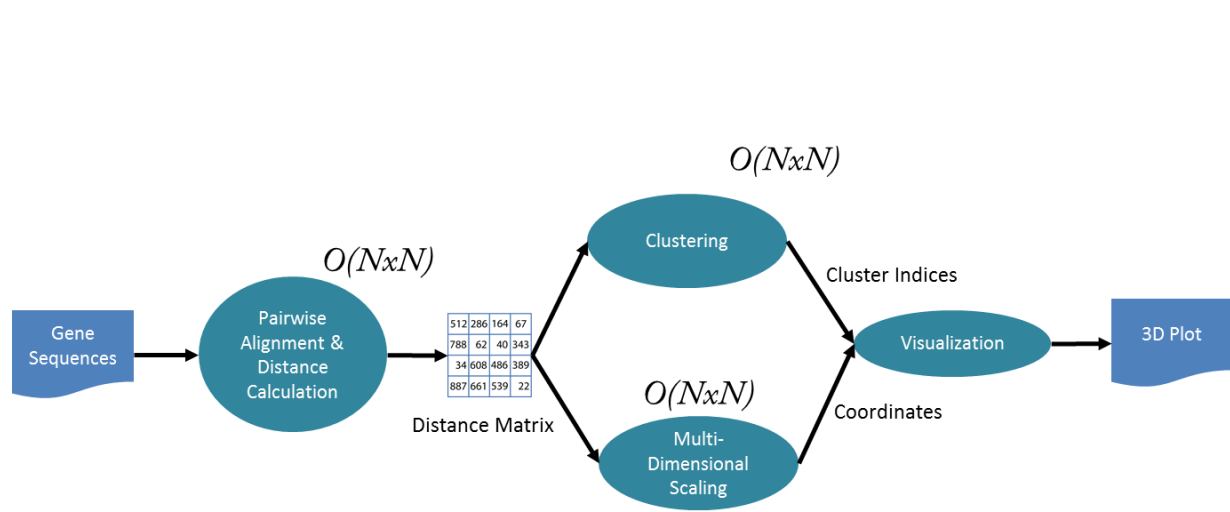 O(NxN)
Clustering
Cluster Indices
O(NxN)
Gene
Sequences
Pairwise
Alignment &
Distance
Calculation
512 286 164 67
788 62 40 343
34 608 486 389
887 661 539 22
Distance Matrix
O(NxN)
Multi-
Dimensional
Scaling
Coordinates
Visualization
3D Plot